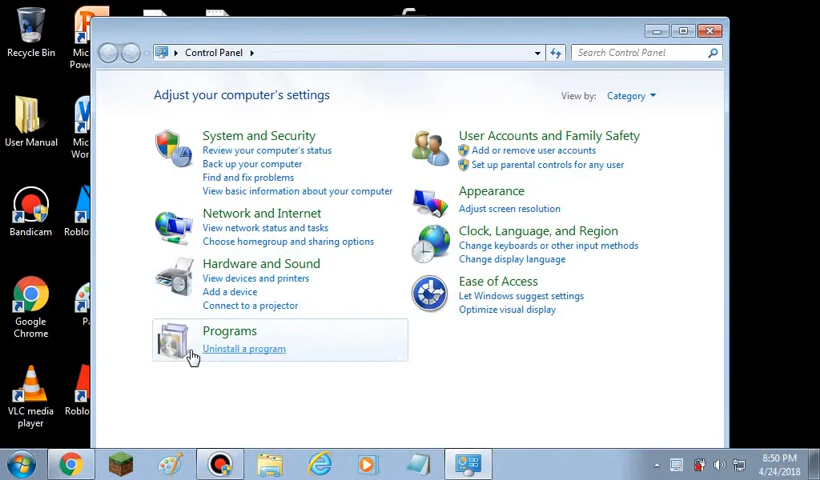 Recycle Bin
User Manual
Bandicam
Google
Chrome
VLC media
player
Mic
Mic
Wor
Roblo
Pa
Roblo
Control Panel
Search Control Panel
Adjust your computer's settings
View by: Category
System and Security
Review your computer's status
Back up your computer
Find and fix problems
View basic information about your computer
Network and Internet
View network status and tasks
Choose homegroup and sharing options
Hardware and Sound
View devices and printers
Add a device
Connect to a projector
Programs
Uninstall a program
User Accounts and Family Safety
Add or remove user accounts
Set up parental controls for any user
Appearance
Adjust screen resolution
Clock, Language, and Region
Change keyboards or other input methods
Change display language
Ease of Access
Let Windows suggest settings
Optimize visual display
8:50 PM
4/24/2018